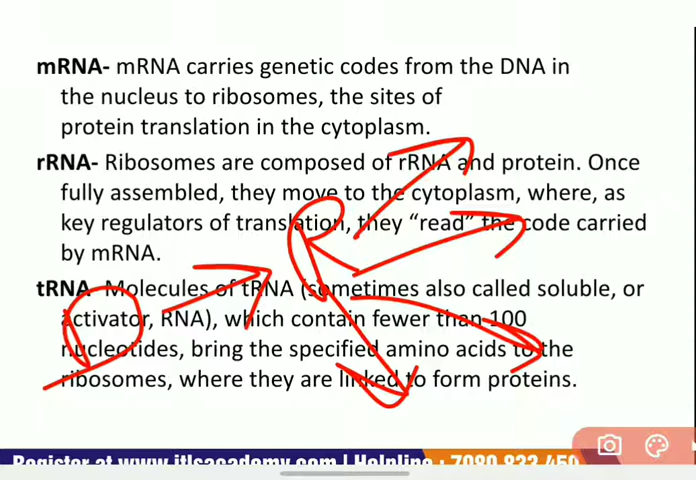 mRNA- mRNA carries genetic codes from the DNA in
the nucleus to ribosomes, the sites of
protein translation in the cytoplasm.
rRNA- Ribosomes are composed of rRNA and protein. Once
fully assembled, they move to the cytoplasm, where, as
key regulators of translation, they “read” the code carried
by mRNA.
tRNA- Molecules of tRNA (sometimes also called soluble, or
activator, RNA), which contain fewer than 100
nucleotides, bring the specified amino acids to the
ribosomes, where they are linked to form proteins.
Register at www.itlsacademy.com | Helpline : 7080 822 450